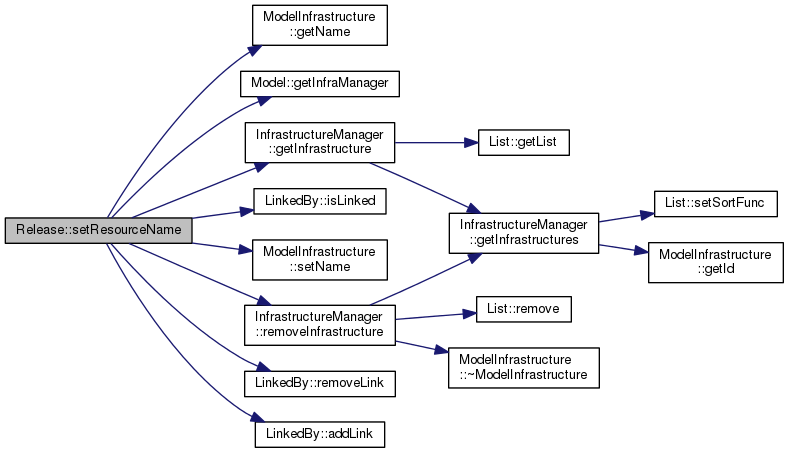 ModelInfrastructure
::getName
Model::getInfraManager
InfrastructureManager
::getInfrastructure
List::getList
LinkedBy::isLinked
List::setSortFunc
Release::setResourceName
InfrastructureManager
::getInfrastructures
ModelInfrastructure
::setName
ModelInfrastructure
::getId
InfrastructureManager
::removeInfrastructure
List::remove
ModelInfrastructure
::~ModelInfrastructure
LinkedBy::removeLink
LinkedBy::addLink